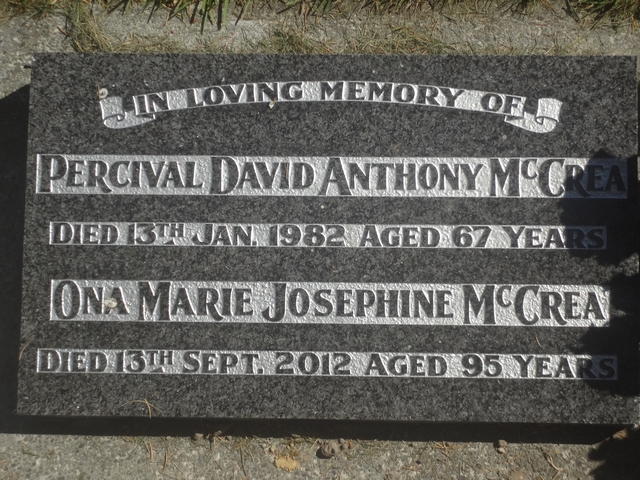 In Loving Memory of
Percival David Anthony McCrea
Died 13th Jan. 1982 Aged 67 Years
Ona Marie Josephine McCrea
Died 13th Sept. 2012 Aged 95 Years